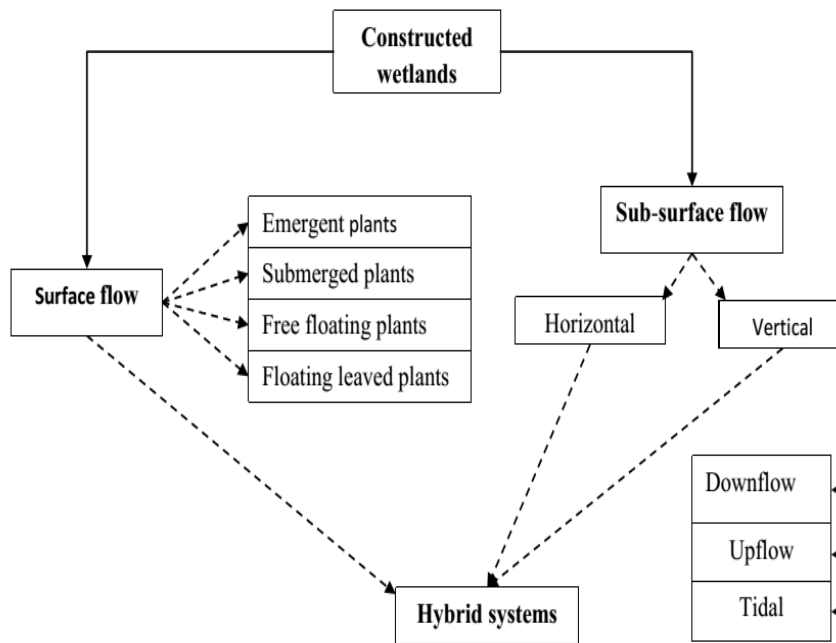 Constructed
wetlands
Sub-surface flow
Emergent plants
Submerged plants
Surface flow
Free floating plants
Horizontal
Vertical
Floating leaved plants
Downflow
Upflow
Tidal
Hybrid systems